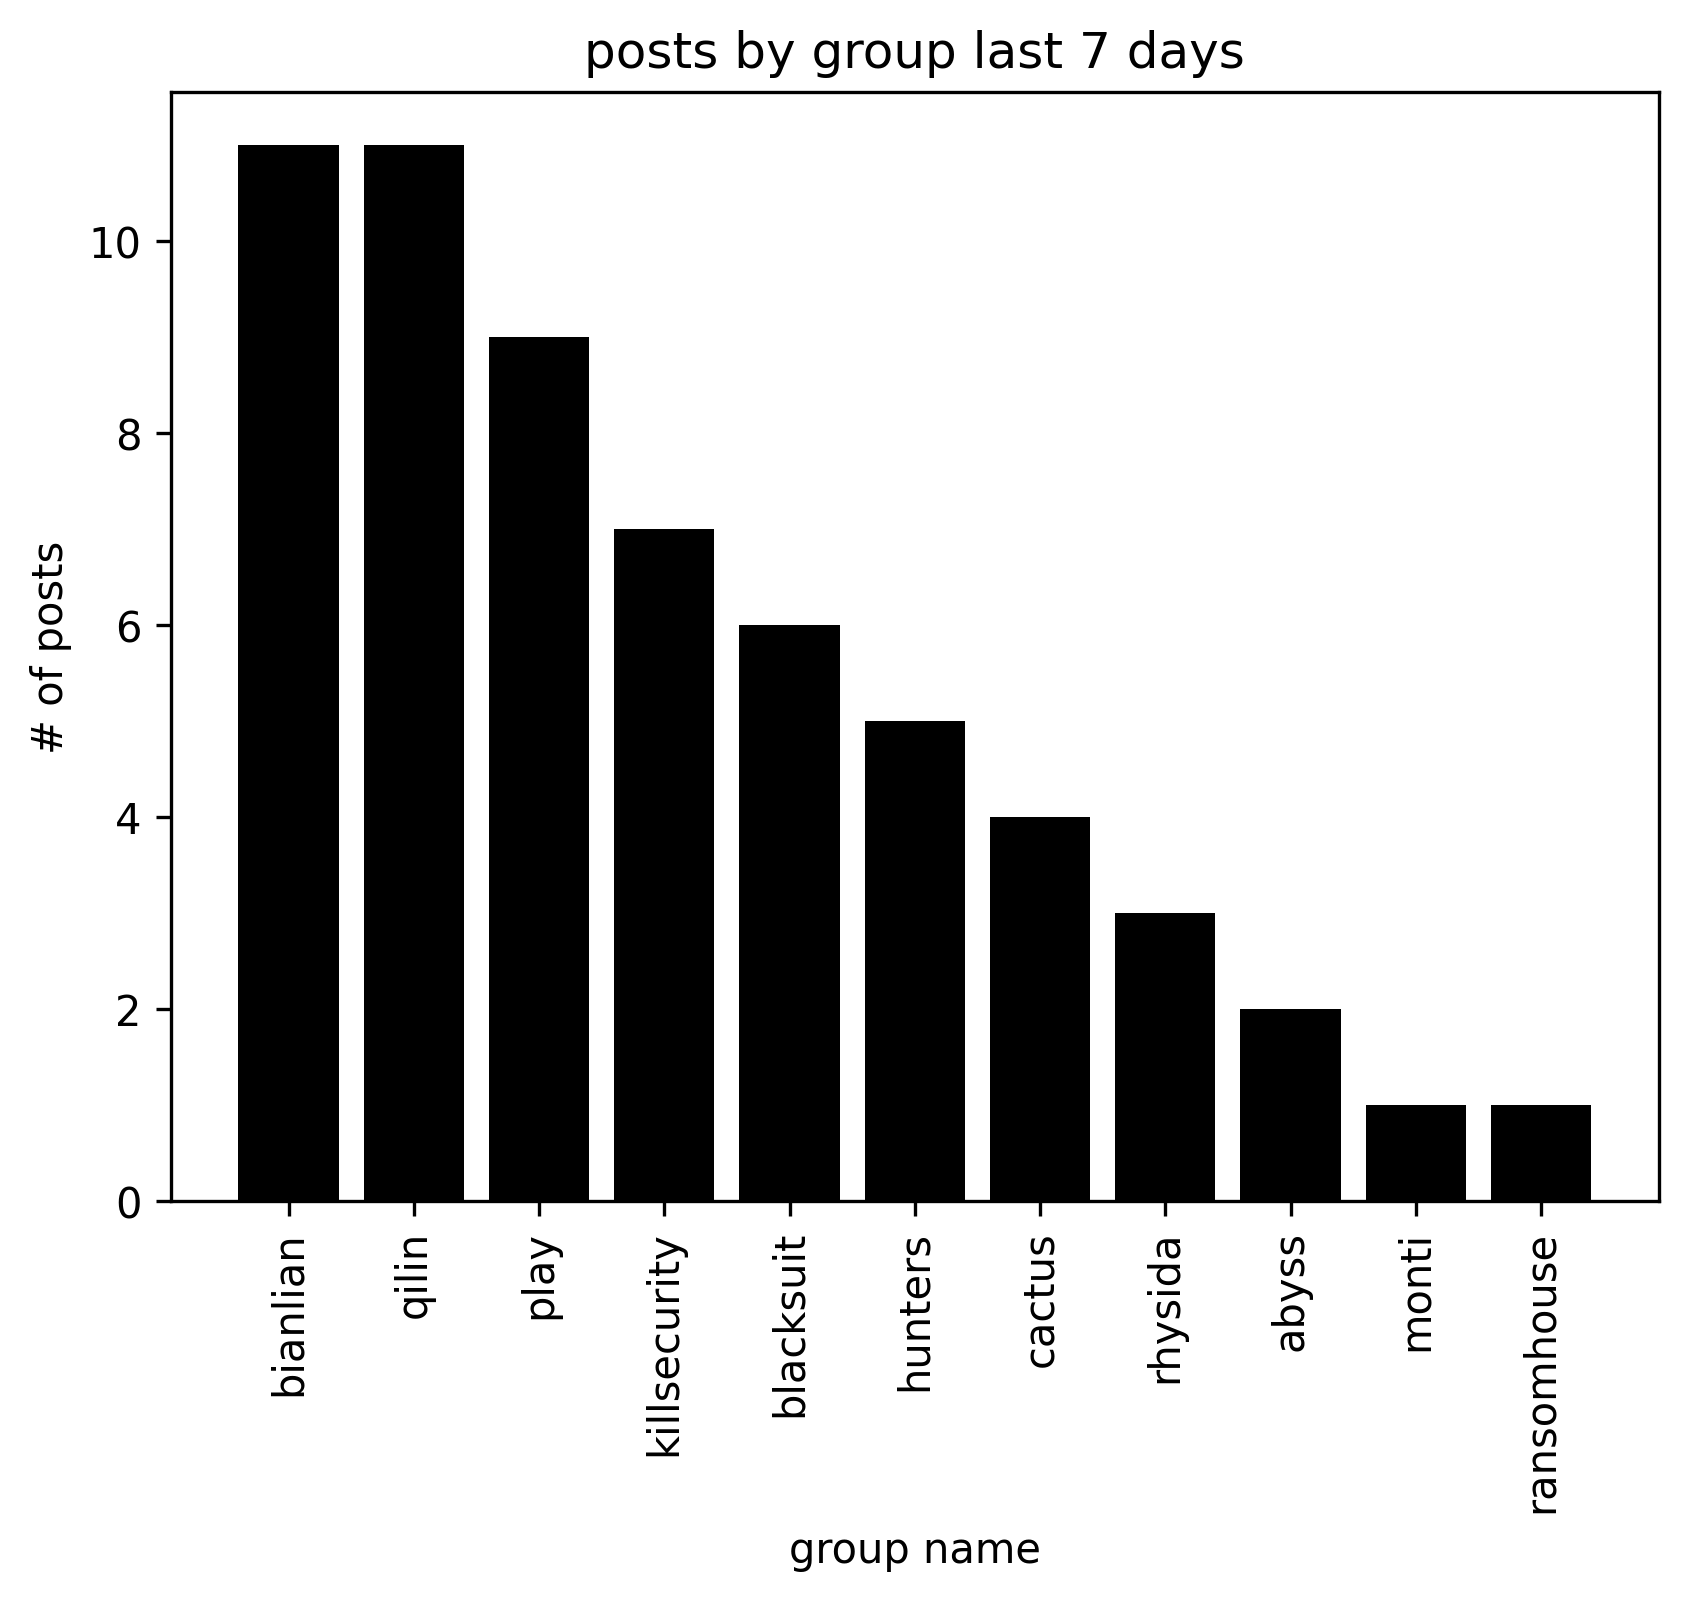 posts by group last 7 days
# of posts
10
8
6
4
2
0
bianlian
qilin
play
killsecurity
blacksuit
hunters
cactus
rhysida
abyss
monti
ransomhouse
group name